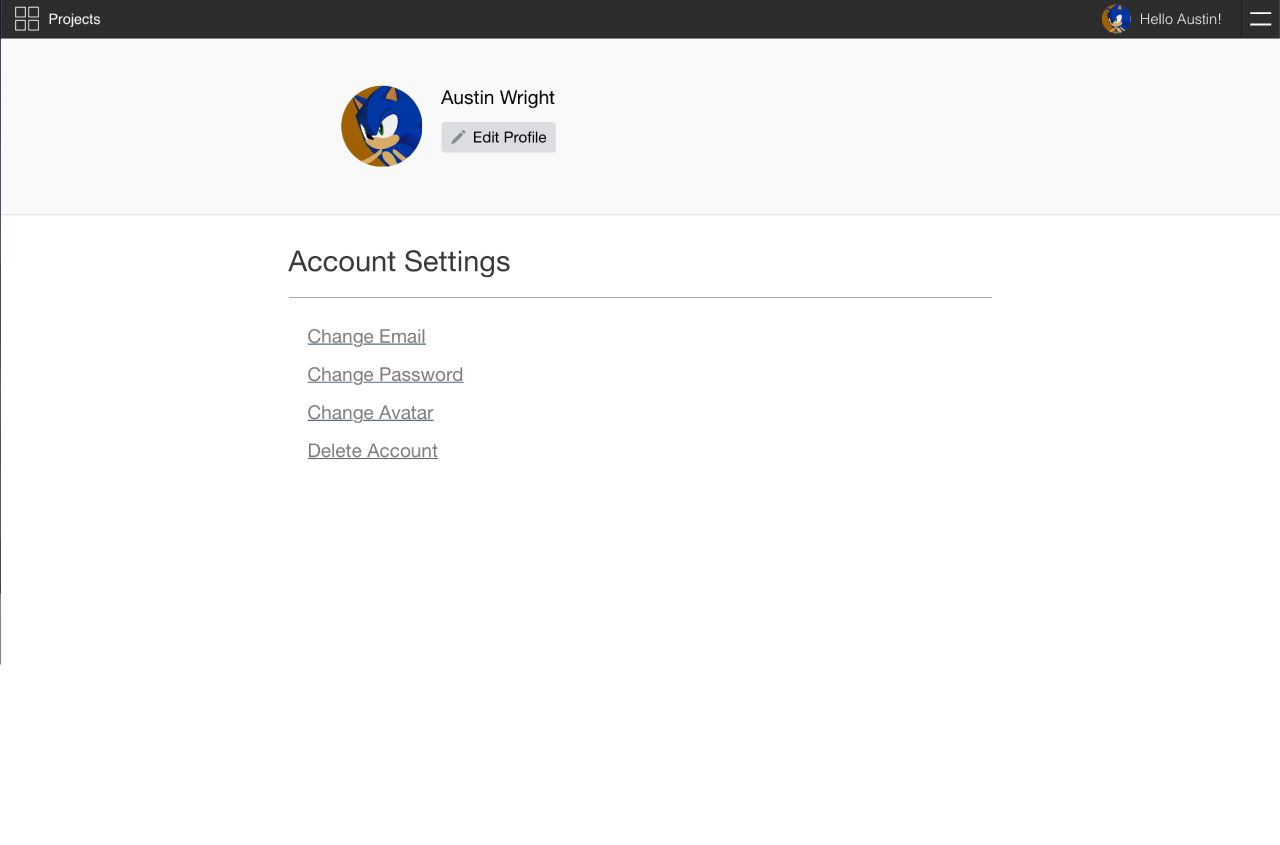 Projects
Hello Austin!
Austin Wright
Edit Profile
Account Settings
Change Email
Change Password
Change Avatar
Delete Account